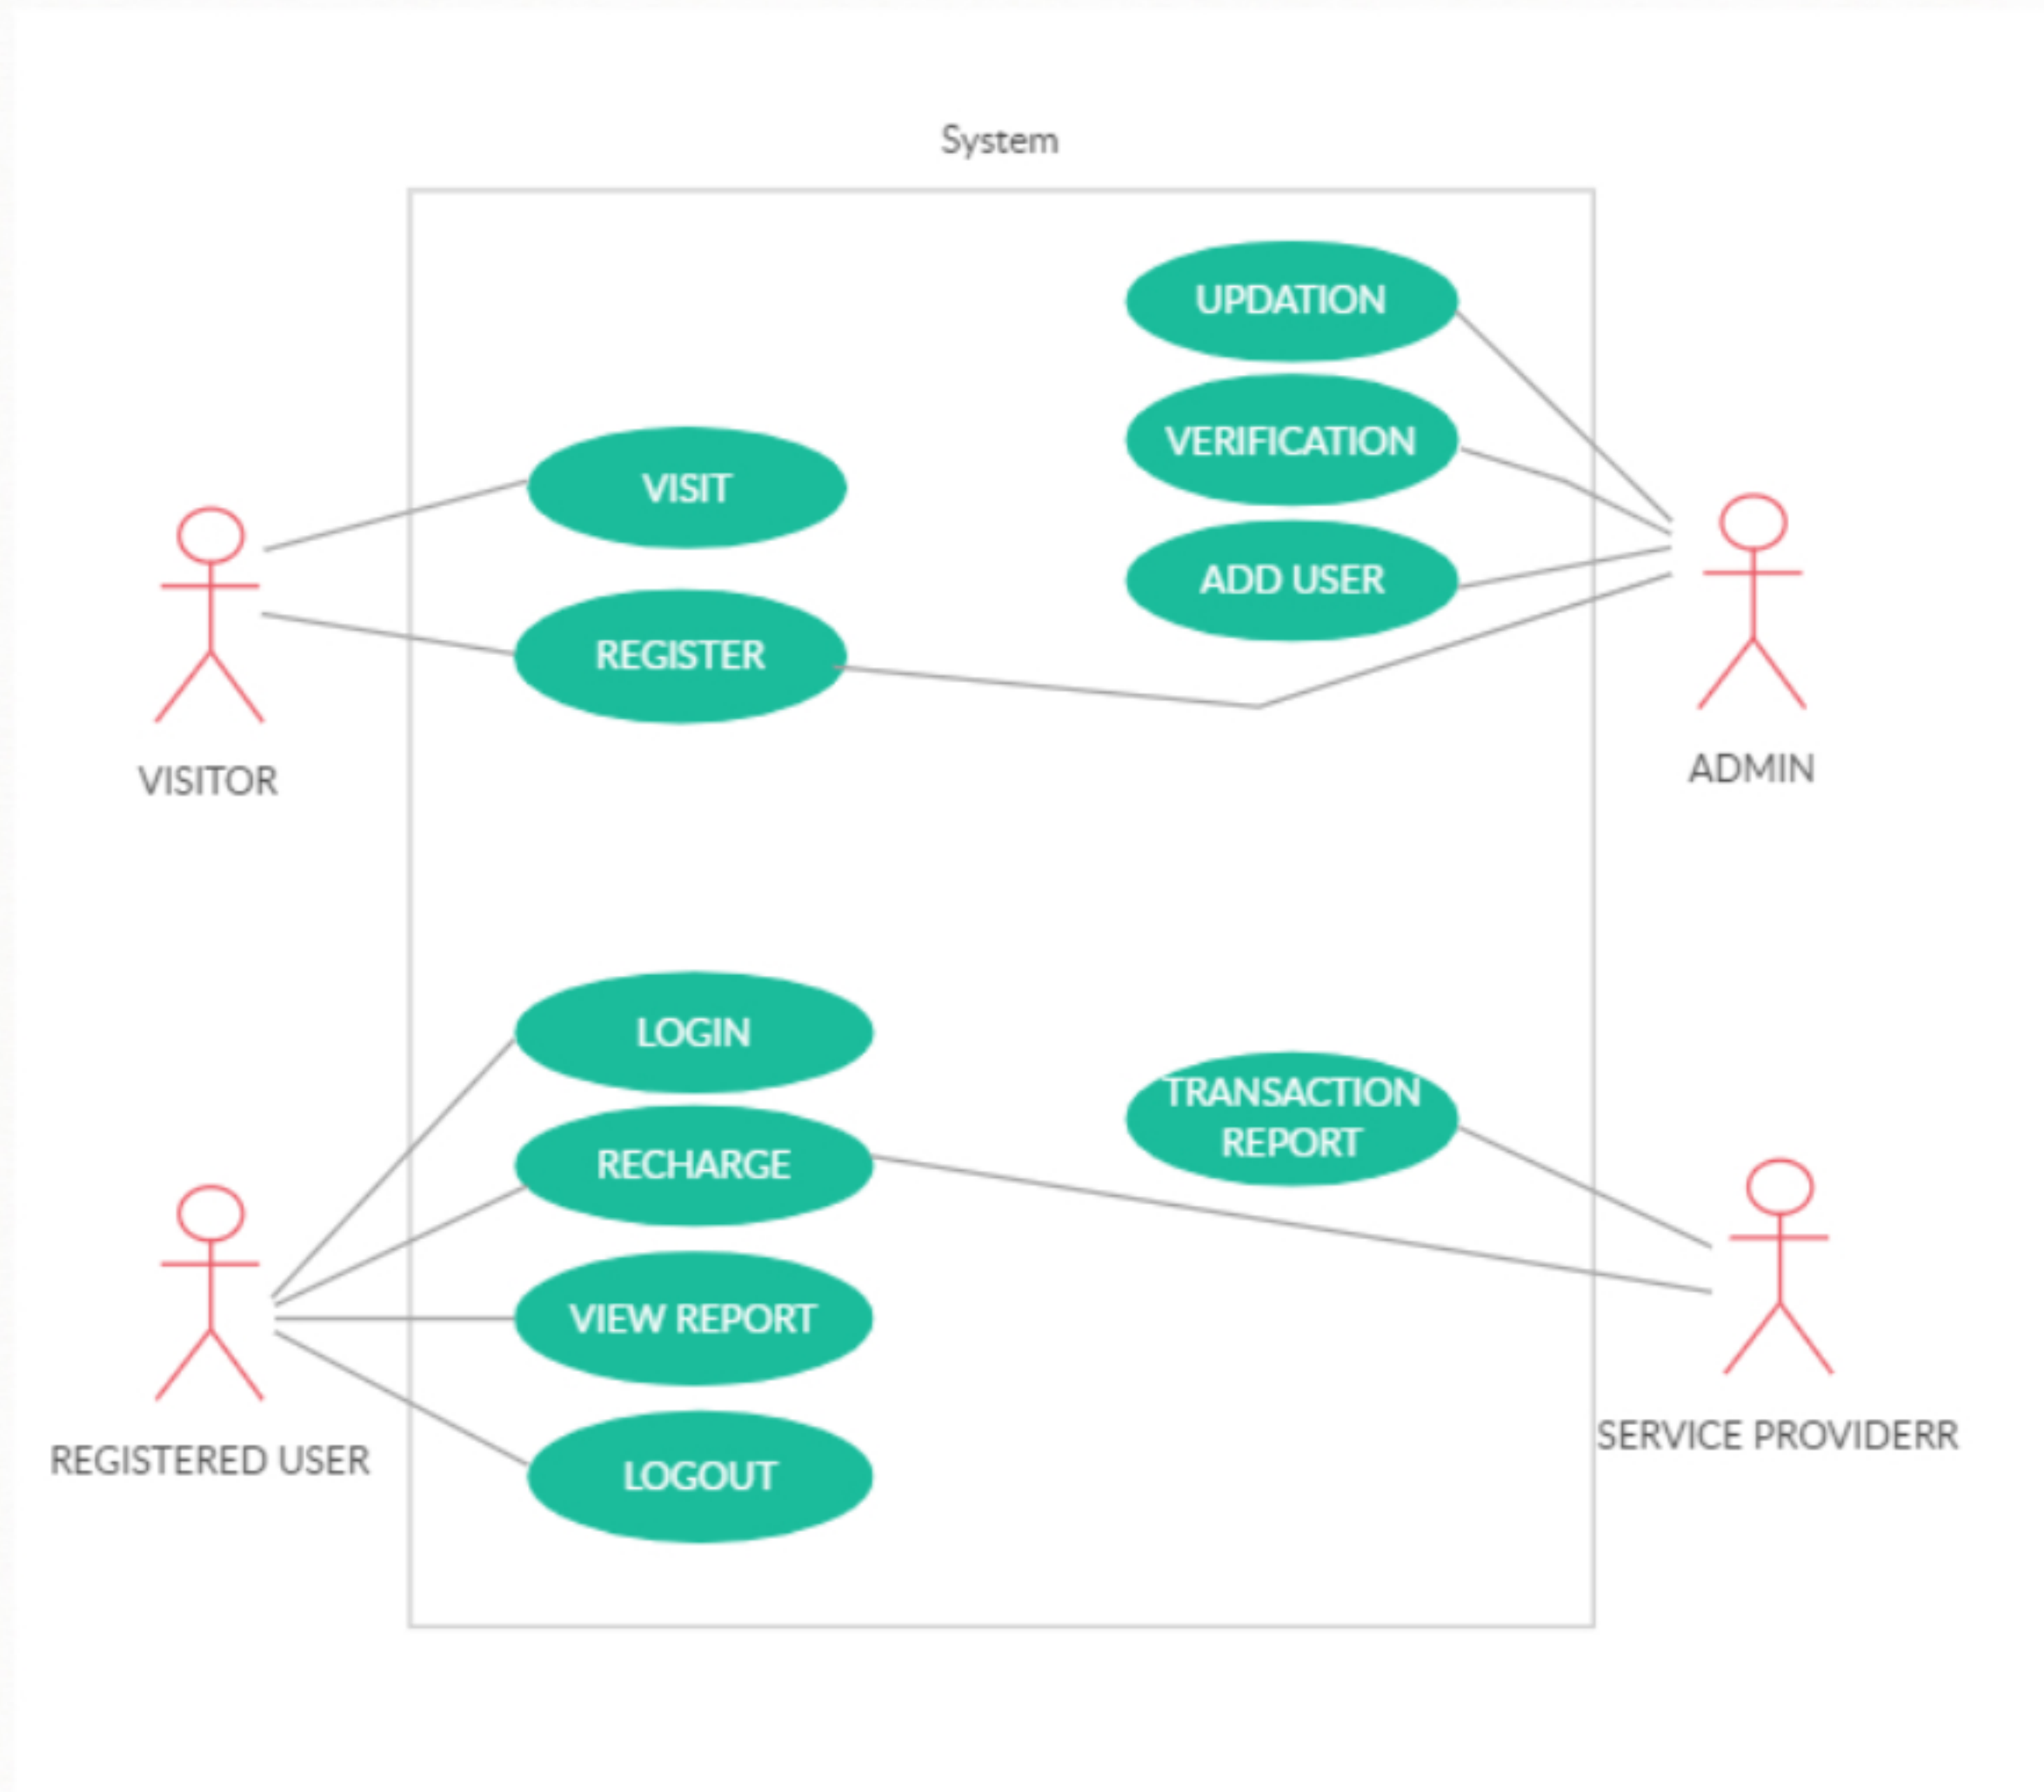 System
UPDATION
VERIFICATION
VISIT
ADD USER
REGISTER
VISITOR
ADMIN
LOGIN
TRANSACTION
REPORT
RECHARGE
VIEW REPORT
SERVICE PROVIDERR
REGISTERED USER
LOGOUT